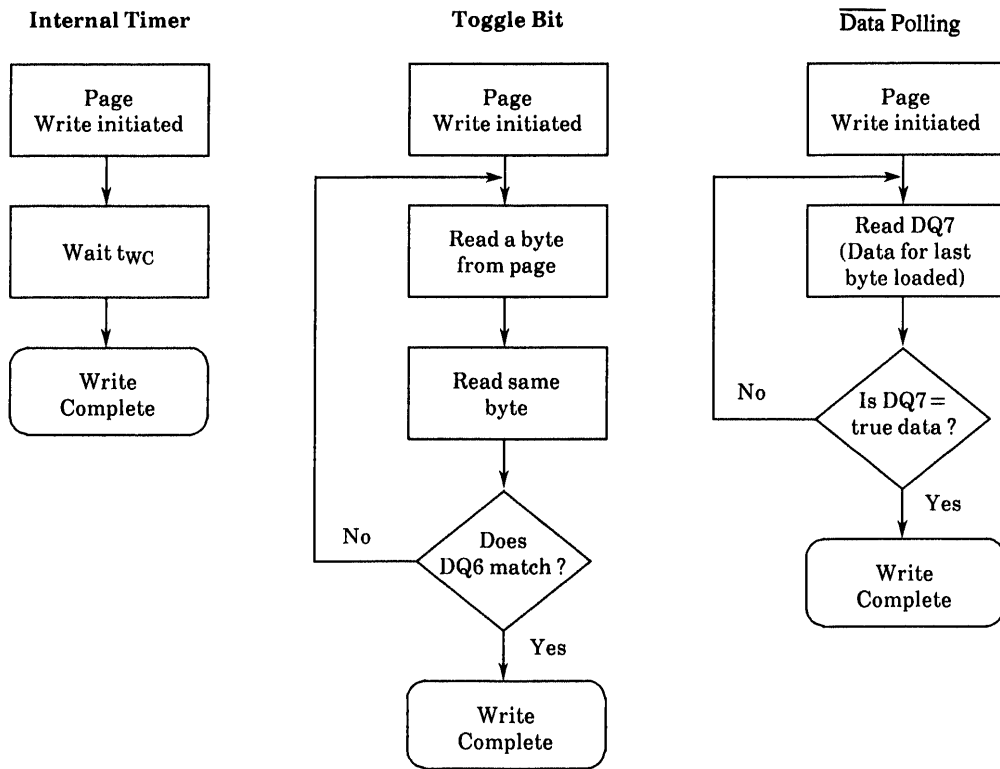 Internal Timer
Page
Write initiated
Wait tWC
Write
Complete
Toggle Bit
Page
Write initiated
Read a byte
from page
Read same
byte
No
Does
DQ6 match ?
Yes
Write
Complete
Data Polling
Page
Write initiated
Read DQ7
(Data for last
byte loaded)
No
Is DQ7 =
true data ?
Yes
Write
Complete